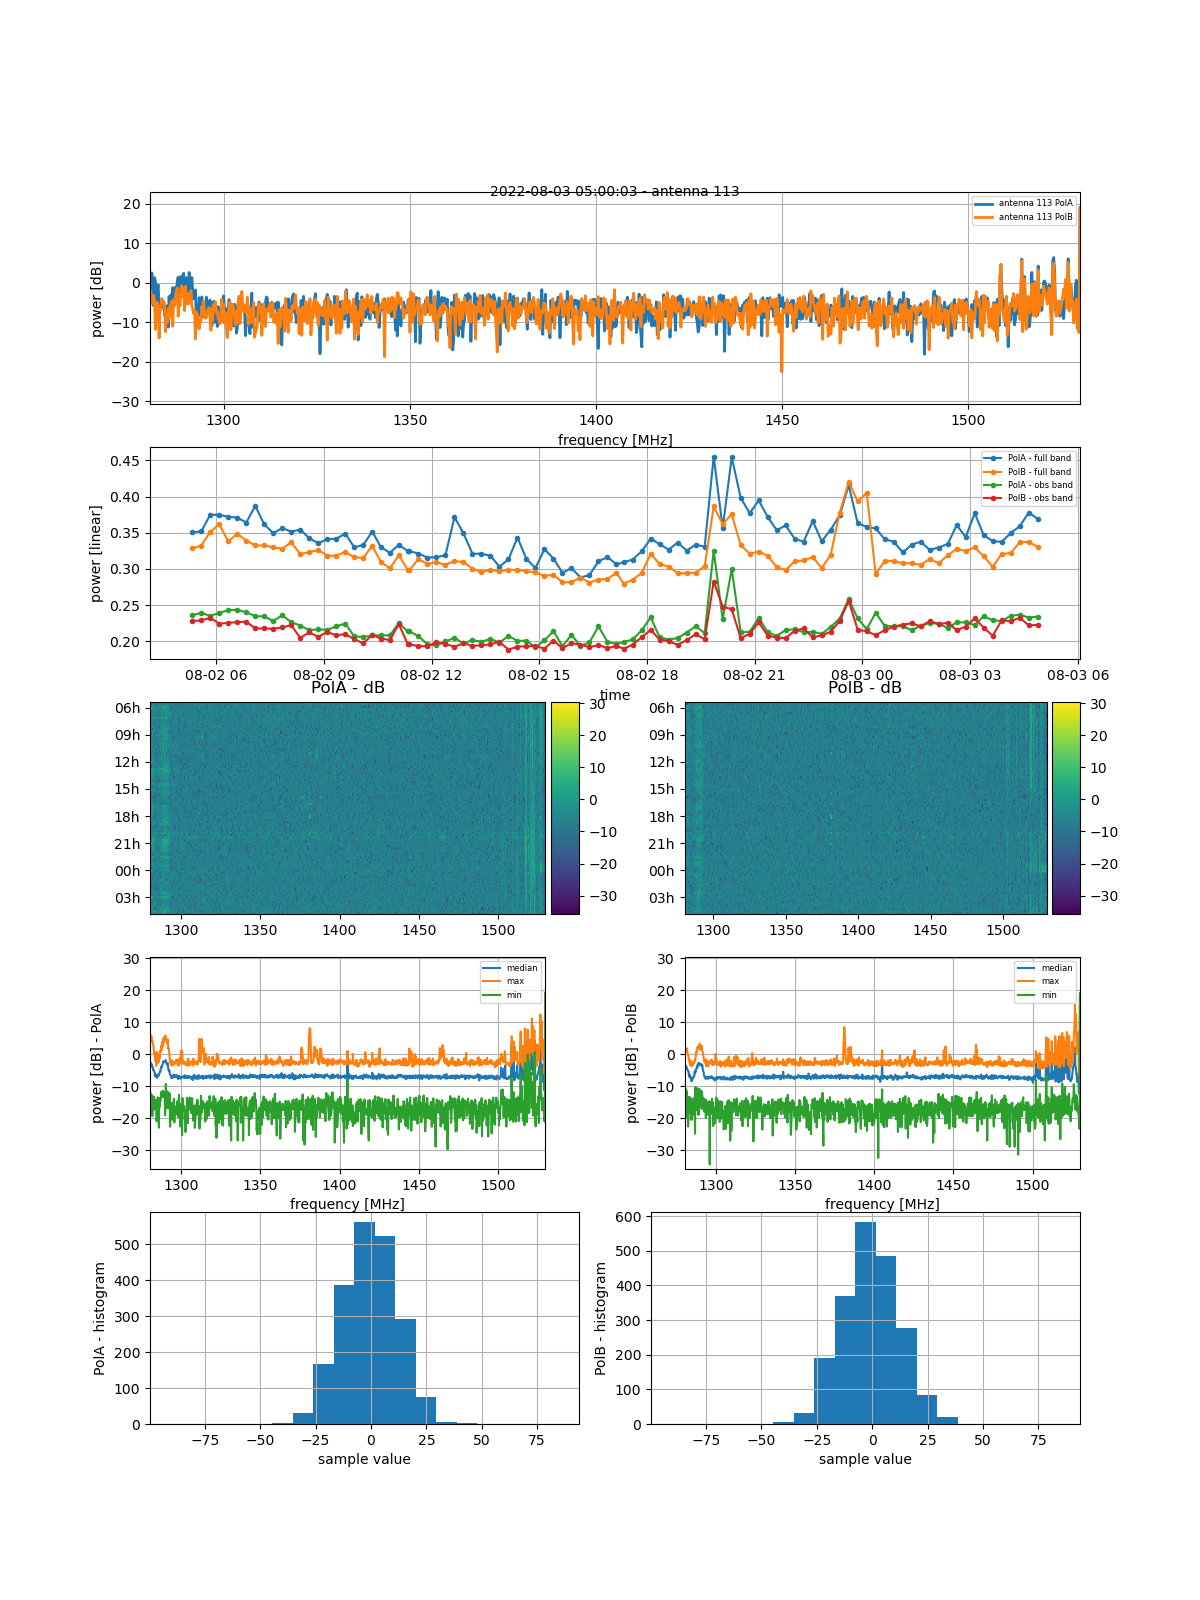 2022-08-03 05:00:03 - antenna 113
power [dB]
20
10
0
−10
−20
−30
antenna 113 PolA
antenna 113 PolB
1300 1350 1400 1450 1500
frequency [MHz]
power [linear]
0.45
0.40
0.35
0.30
0.25
0.20
PolA - full band
PolB - full band
PolA - obs band
PolB - obs band
08-02 06 08-02 09 08-02 12 08-02 15 08-02 18 08-02 21 08-03 00 08-03 03 08-03 06
time
PolA - dB
06h
09h
12h
15h
18h
21h
00h
03h
1300 1350 1400 1450 1500
30
20
10
0
−10
−20
−30
PolB - dB
06h
09h
12h
15h
18h
21h
00h
03h
1300 1350 1400 1450 1500
30
20
10
0
−10
−20
−30
power [dB] - PolA
30
20
10
0
−10
−20
−30
median
max
min
1300 1350 1400 1450 1500
frequency [MHz]
power [dB] - PolB
30
20
10
0
−10
−20
−30
median
max
min
1300 1350 1400 1450 1500
frequency [MHz]
PolA - histogram
500
400
300
200
100
0
−75 −50 −25 0 25 50 75
sample value
PolB - histogram
600
500
400
300
200
100
0
−75 −50 −25 0 25 50 75
sample value